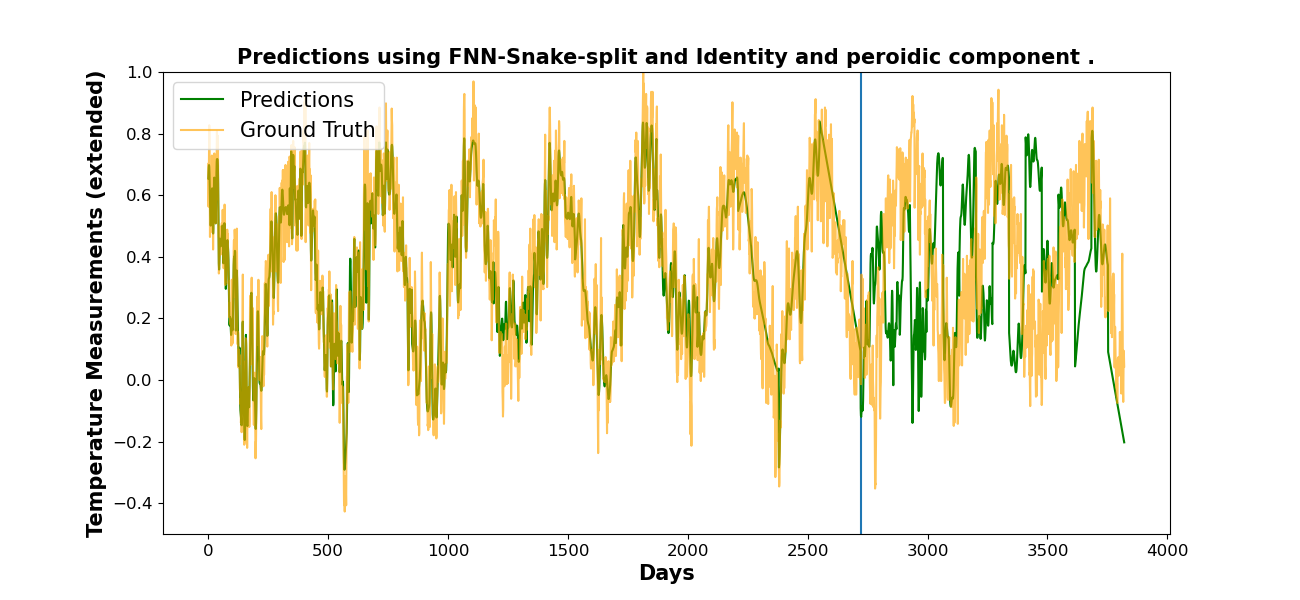 Predictions using FNN-Snake-split and Identity and peroidic component .
Temperature Measurements (extended)
1.0
0.8
0.6
0.4
0.2
0.0
−0.2
−0.4
Predictions
Ground Truth
0 500 1000 1500 2000 2500 3000 3500 4000
Days